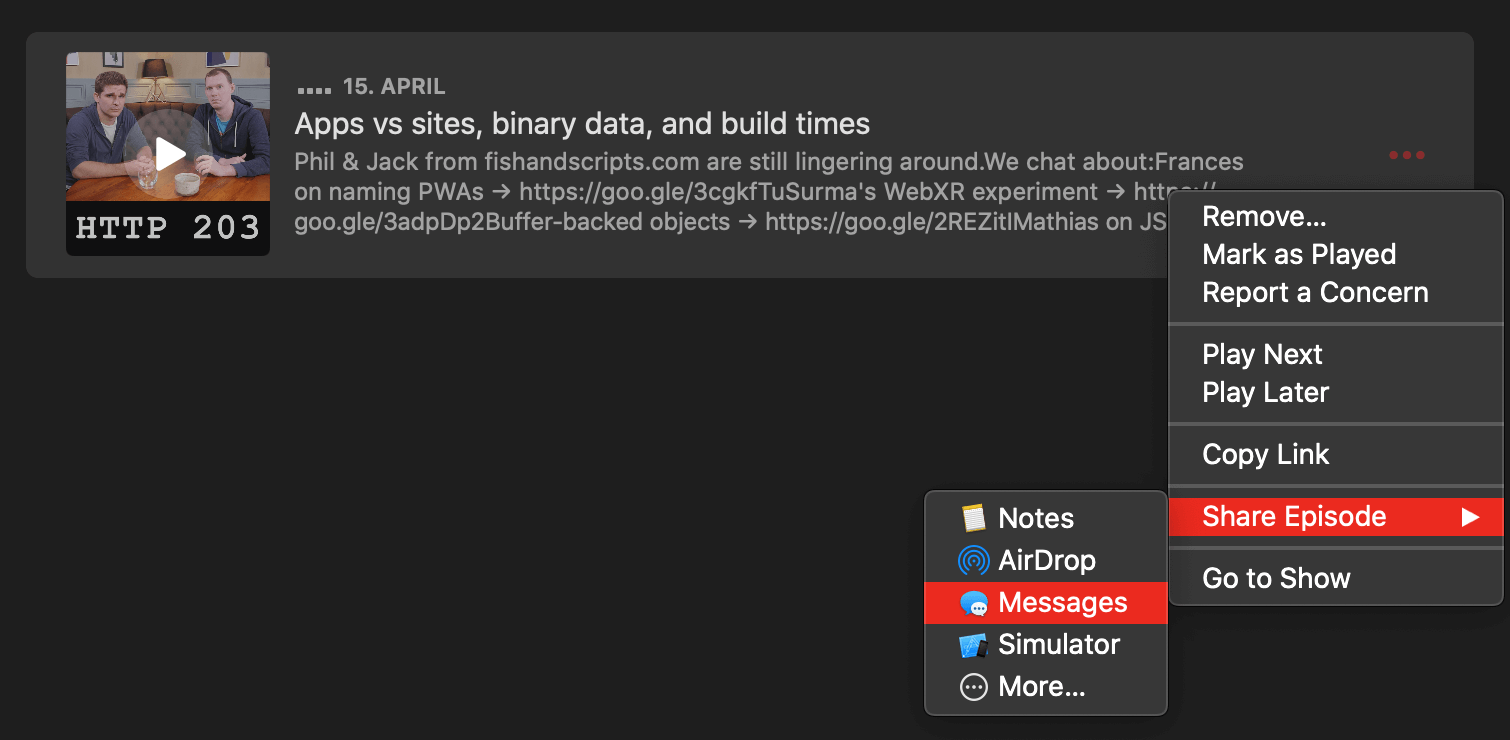 15. APRIL
Apps vs sites, binary data, and build times
Phil & Jack from fishandscripts.com are still lingering around.We chat about:Frances
on naming PWAs → https://goo.gle/3cgkfTuSurma's WebXR experiment → https://
goo.gle/3adpDp2Buffer-backed objects → https://goo.gle/2REZitIMathias on JS
HTTP 203
Remove...
Mark as Played
Report a Concern
Play Next
Play Later
Copy Link
Share Episode
Go to Show
Notes
AirDrop
Messages
Simulator
More...